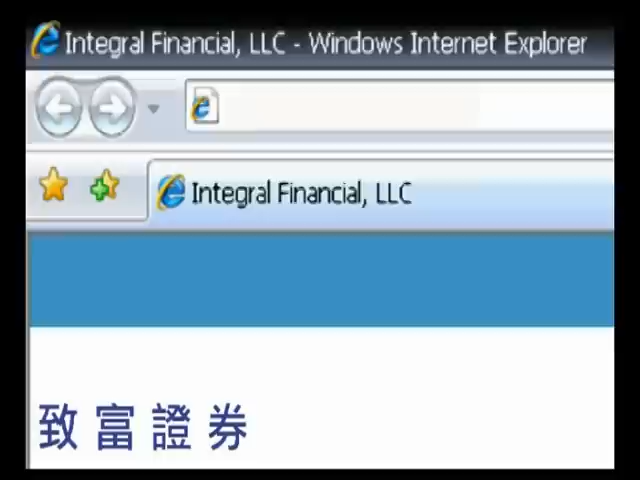 Integral Financial, LLC - Windows Internet Explorer
Integral Financial, LLC
致富證券